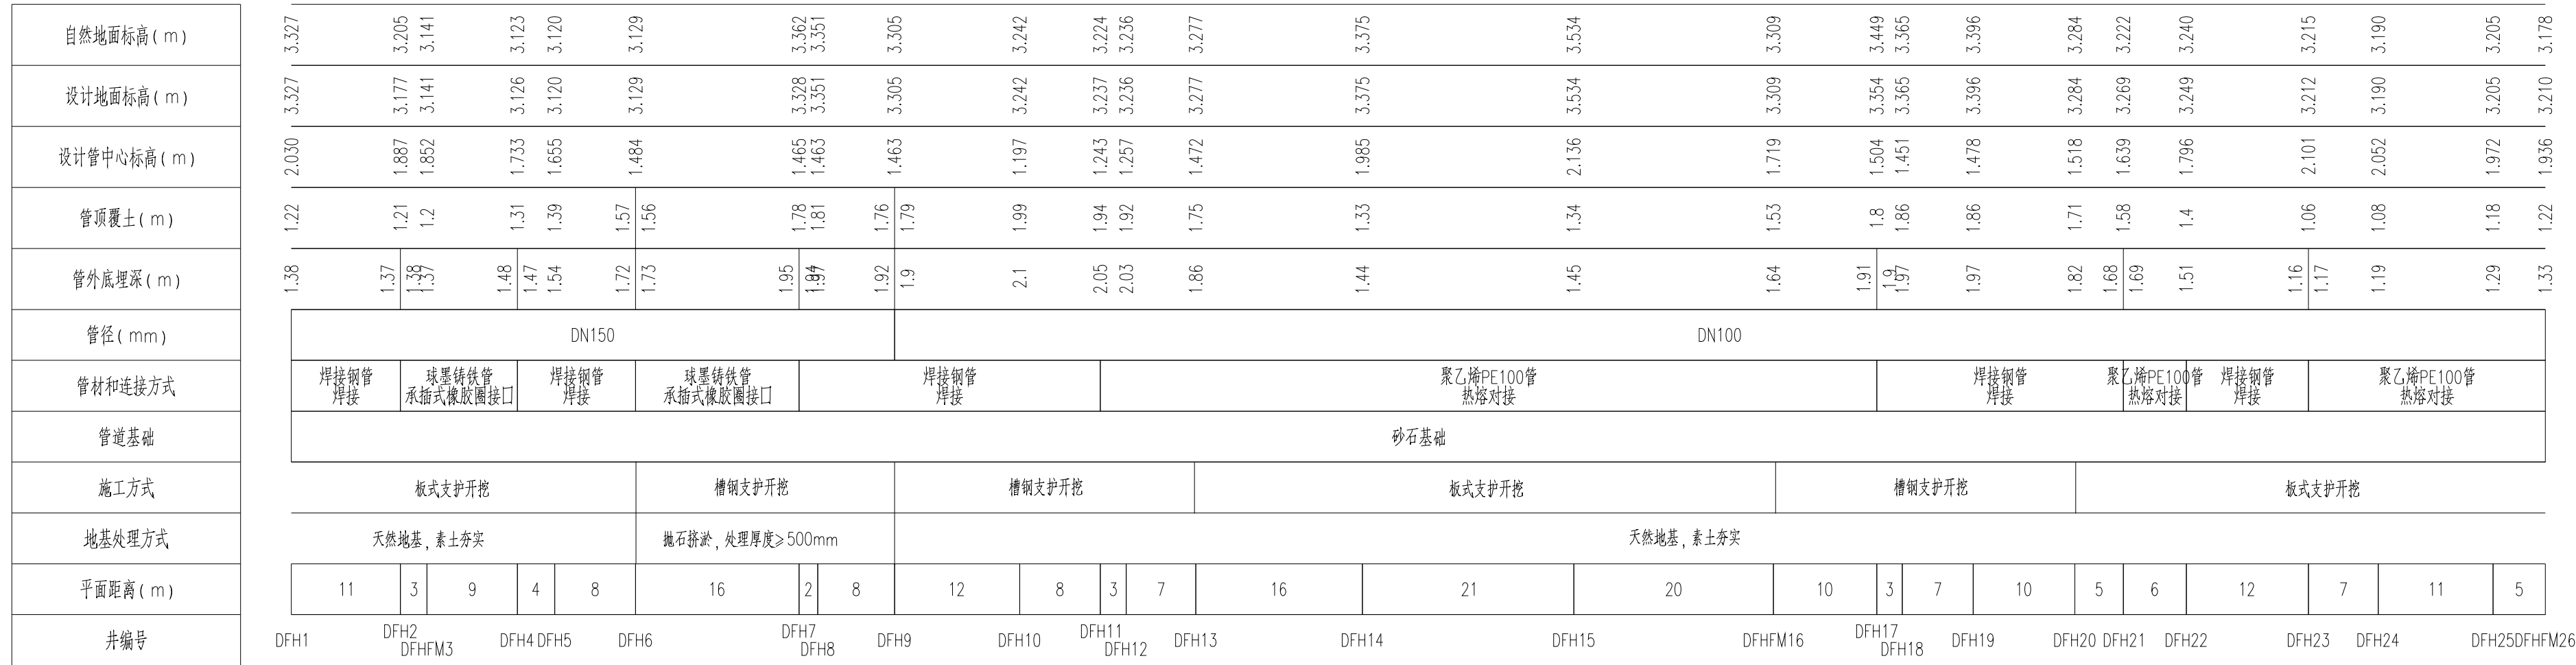 自然地面标高(m) 3.327 3.205 3.141 3.123 3.120 3.129 3.362 3.351 3.305 3.242 3.224 3.236 3.277 3.375 3.534 3.309 3.449 3.365 3.396 3.284 3.222 3.240 3.215 3.190 3.205 3.178
设计地面标高(m) 3.327 3.177 3.141 3.126 3.120 3.129 3.328 3.351 3.305 3.242 3.237 3.236 3.277 3.375 3.534 3.309 3.354 3.365 3.396 3.284 3.269 3.249 3.212 3.190 3.205 3.210
设计管中心标高(m) 2.030 1.887 1.852 1.733 1.655 1.484 1.465 1.463 1.463 1.197 1.243 1.257 1.472 1.985 2.136 1.719 1.504 1.451 1.478 1.518 1.639 1.796 2.101 2.052 1.972 1.936
管顶覆土(m) 1.22 1.21 1.2 1.31 1.39 1.57 1.56 1.78 1.81 1.76 1.79 1.99 1.94 1.92 1.75 1.33 1.34 1.53 1.8 1.86 1.86 1.71 1.58 1.4 1.06 1.08 1.18 1.22
管外底埋深(m) 1.38 1.37 1.38 1.37 1.48 1.47 1.54 1.72 1.73 1.95 1.97 1.92 1.9 2.1 2.05 2.03 1.86 1.44 1.45 1.64 1.91 1.9 1.97 1.97 1.82 1.68 1.69 1.51 1.16 1.17 1.19 1.29 1.33
管径(mm) DN150 DN100
管材和连接方式
焊接钢管 球墨铸铁管 焊接钢管 球墨铸铁管 焊接钢管 聚乙烯PE100管 焊接钢管 聚乙烯PE100管 焊接钢管 聚乙烯PE100管
焊接 承插式橡胶圈接口 焊接 承插式橡胶圈接口 焊接 热熔对接 焊接 热熔对接 焊接 热熔对接
管道基础 砂石基础
施工方式 板式支护开挖 槽钢支护开挖 槽钢支护开挖 板式支护开挖 槽钢支护开挖 板式支护开挖
地基处理方式 天然地基,素土夯实 抛石挤淤,处理厚度≥500mm 天然地基,素土夯实
平面距离(m) 11 3 9 4 8 16 2 8 12 8 3 7 16 21 20 10 3 7 10 5 6 12 7 11 5
井编号 DFH1 DFH2 DFHFM3 DFH4 DFH5 DFH6 DFH7 DFH8 DFH9 DFH10 DFH11 DFH12 DFH13 DFH14 DFH15 DFHFM16 DFH17 DFH18 DFH19 DFH20 DFH21 DFH22 DFH23 DFH24 DFH25 DFHFM26